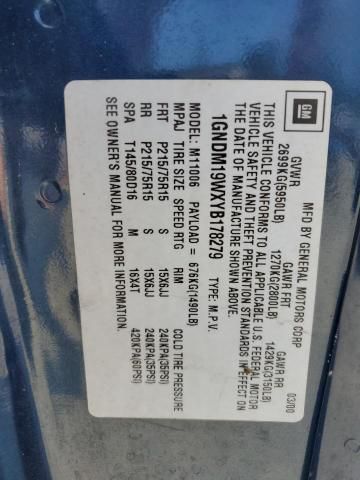 GM
MFD BY GENERAL MOTORS CORP 03/00
GVWR GAWR FRT GAWR RR
2699KG(5950LB) 1270KG(2800LB) 1429KG(3150LB)
THIS VEHICLE CONFORMS TO ALL APPLICABLE U.S. FEDERAL MOTOR
VEHICLE SAFETY AND THEFT PREVENTION STANDARDS IN EFFECT ON
THE DATE OF MANUFACTURE SHOWN ABOVE.
1GNDM19WXYB178279 TYPE: M.P.V.
M11006 PAYLOAD = 676KG(1490LB)
MPAJ TIRE SIZE SPEED RTG RIM COLD TIRE PRESSURE
FRT P215/75R15 S 15X6JJ 240KPA(35PSI)
RR P215/75R15 S 15X6JJ 240KPA(35PSI)
SPA T145/80D16 M 16X4T 420KPA(60PSI)
SEE OWNER'S MANUAL FOR MORE INFORMATION.